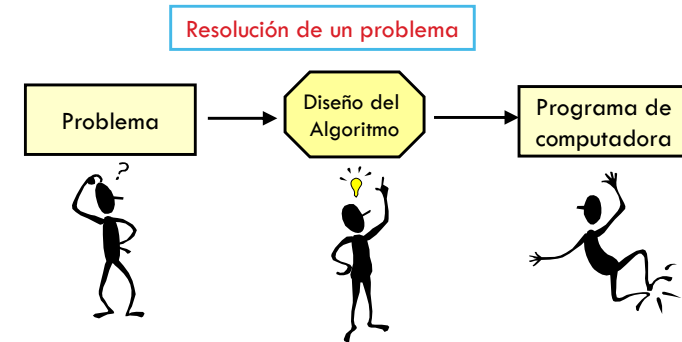 Resolución de un problema
Problema
Diseño del
Algoritmo
Programa de
computadora
?